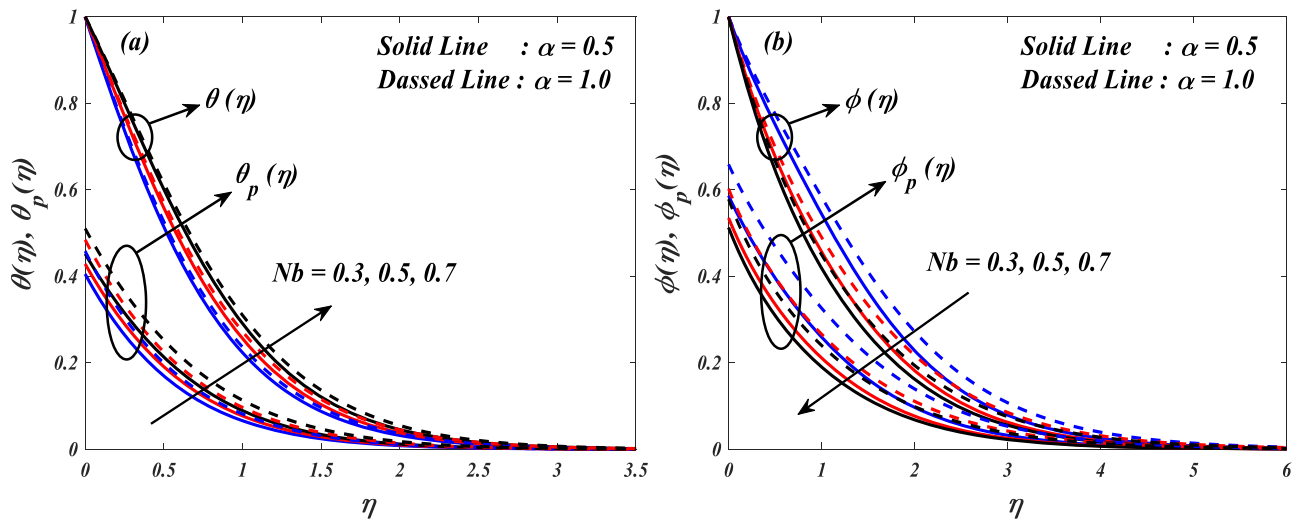 (a)
Solid Line : α = 0.5
Dassed Line : α = 1.0
θ (η)
θp (η)
Nb = 0.3, 0.5, 0.7
θ(η), θp (η)
1
0.8
0.6
0.4
0.2
0
0 0.5 1 1.5 2 2.5 3 3.5
η
(b)
Solid Line : α = 0.5
Dassed Line : α = 1.0
ϕ (η)
ϕp (η)
Nb = 0.3, 0.5, 0.7
ϕ(η), ϕp (η)
1
0.8
0.6
0.4
0.2
0
0 1 2 3 4 5 6
η